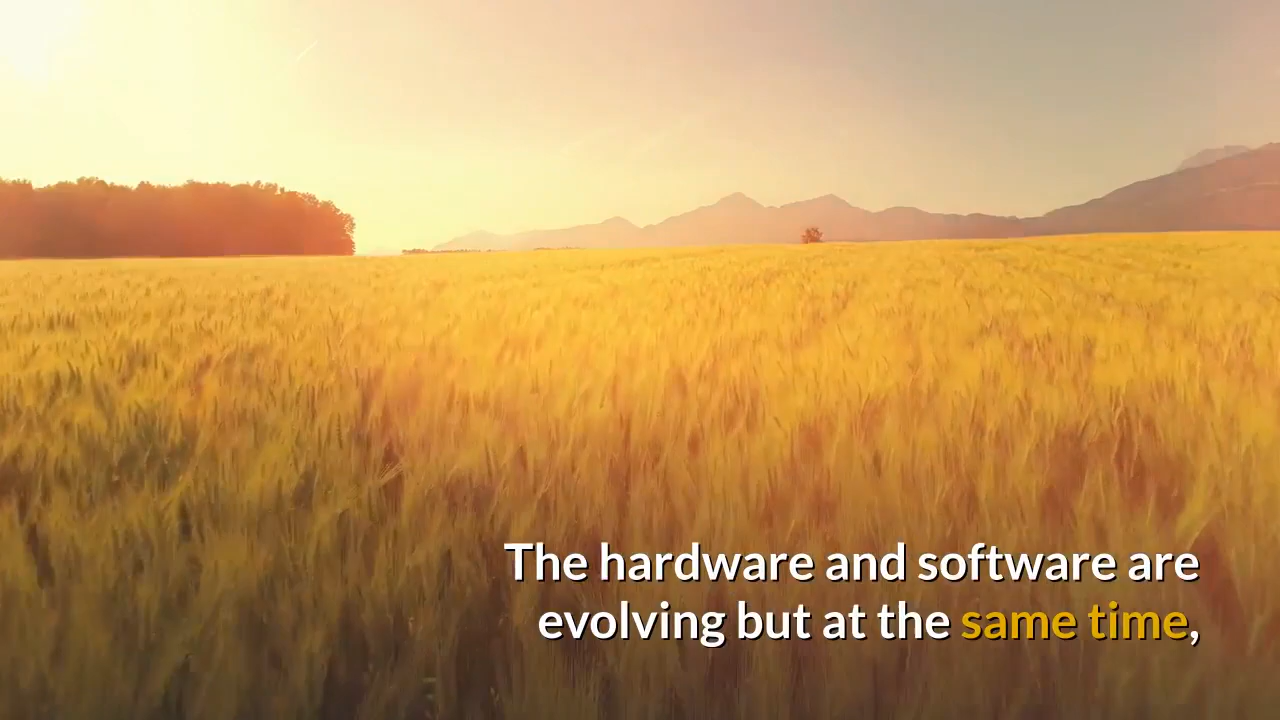 The hardware and software are
evolving but at the same time,